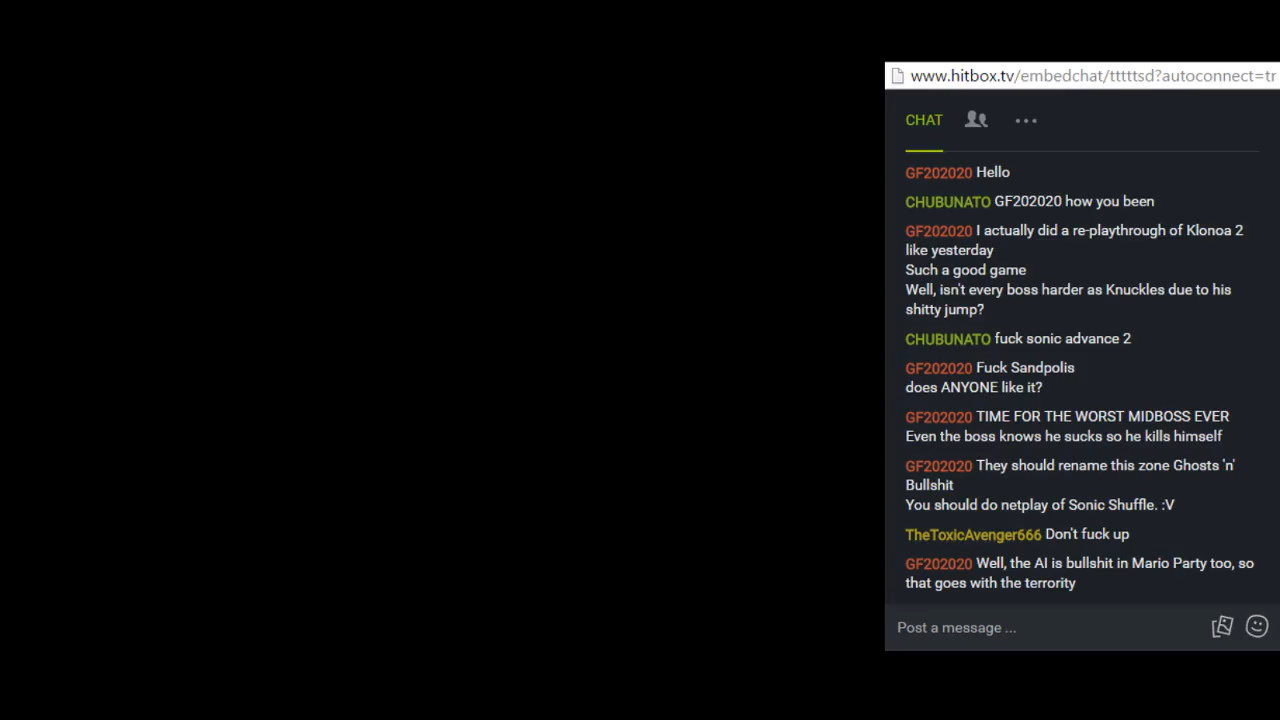 www.hitbox.tv/embedchat/tttttsd?autoconnect=tr
CHAT
GF202020 Hello
CHUBUNATO GF202020 how you been
GF202020 I actually did a re-playthrough of Klonoa 2
like yesterday
Such a good game
Well, isn't every boss harder as Knuckles due to his
shitty jump?
CHUBUNATO fuck sonic advance 2
GF202020 Fuck Sandpolis
does ANYONE like it?
GF202020 TIME FOR THE WORST MIDBOSS EVER
Even the boss knows he sucks so he kills himself
GF202020 They should rename this zone Ghosts 'n'
Bullshit
You should do netplay of Sonic Shuffle. :V
TheToxicAvenger666 Don't fuck up
GF202020 Well, the AI is bullshit in Mario Party too, so
that goes with the terrority
Post a message ...